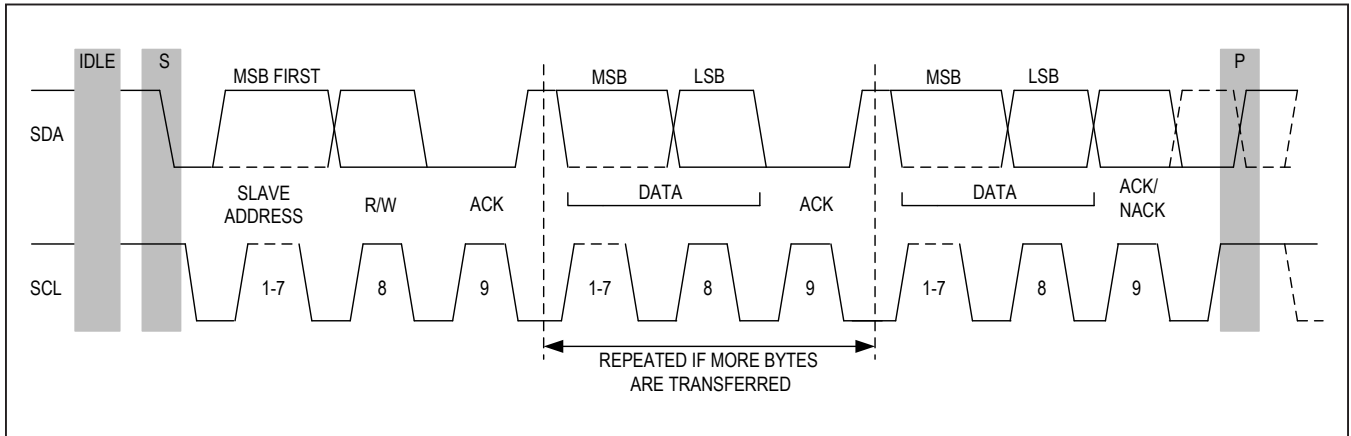 IDLE S P
MSB FIRST MSB LSB MSB LSB
SDA
SLAVE ADDRESS R/W ACK DATA ACK DATA ACK/ NACK
SCL 1-7 8 9 1-7 8 9 1-7 8 9
REPEATED IF MORE BYTES
ARE TRANSFERRED